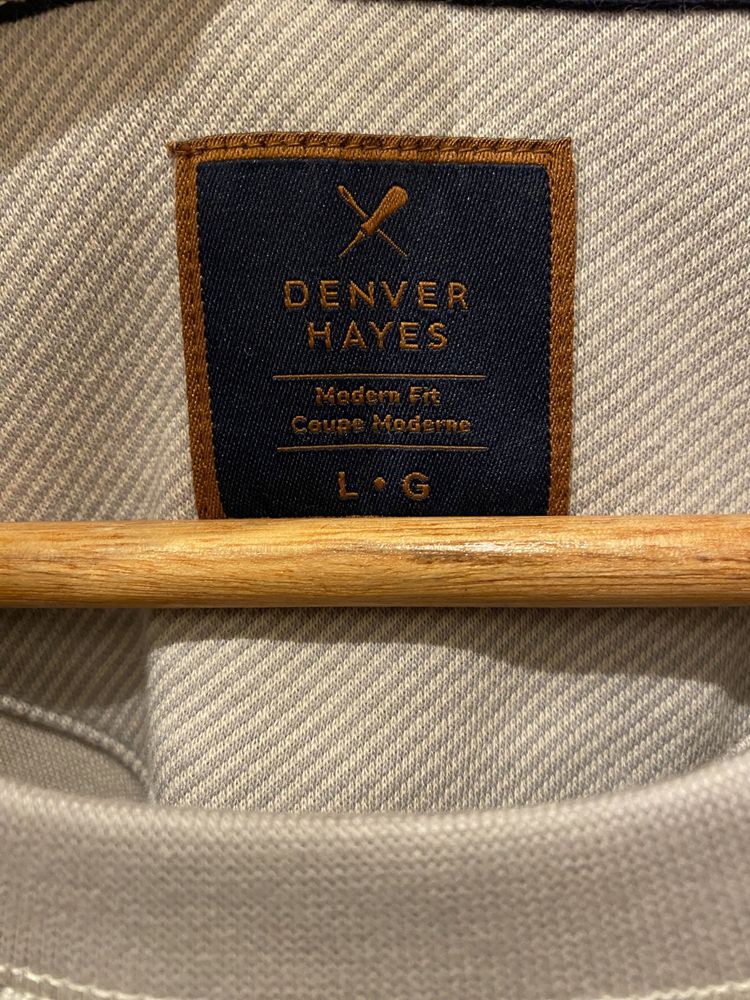 DENVER
HAYES
Modern Fit
Coupe Moderne
L • G